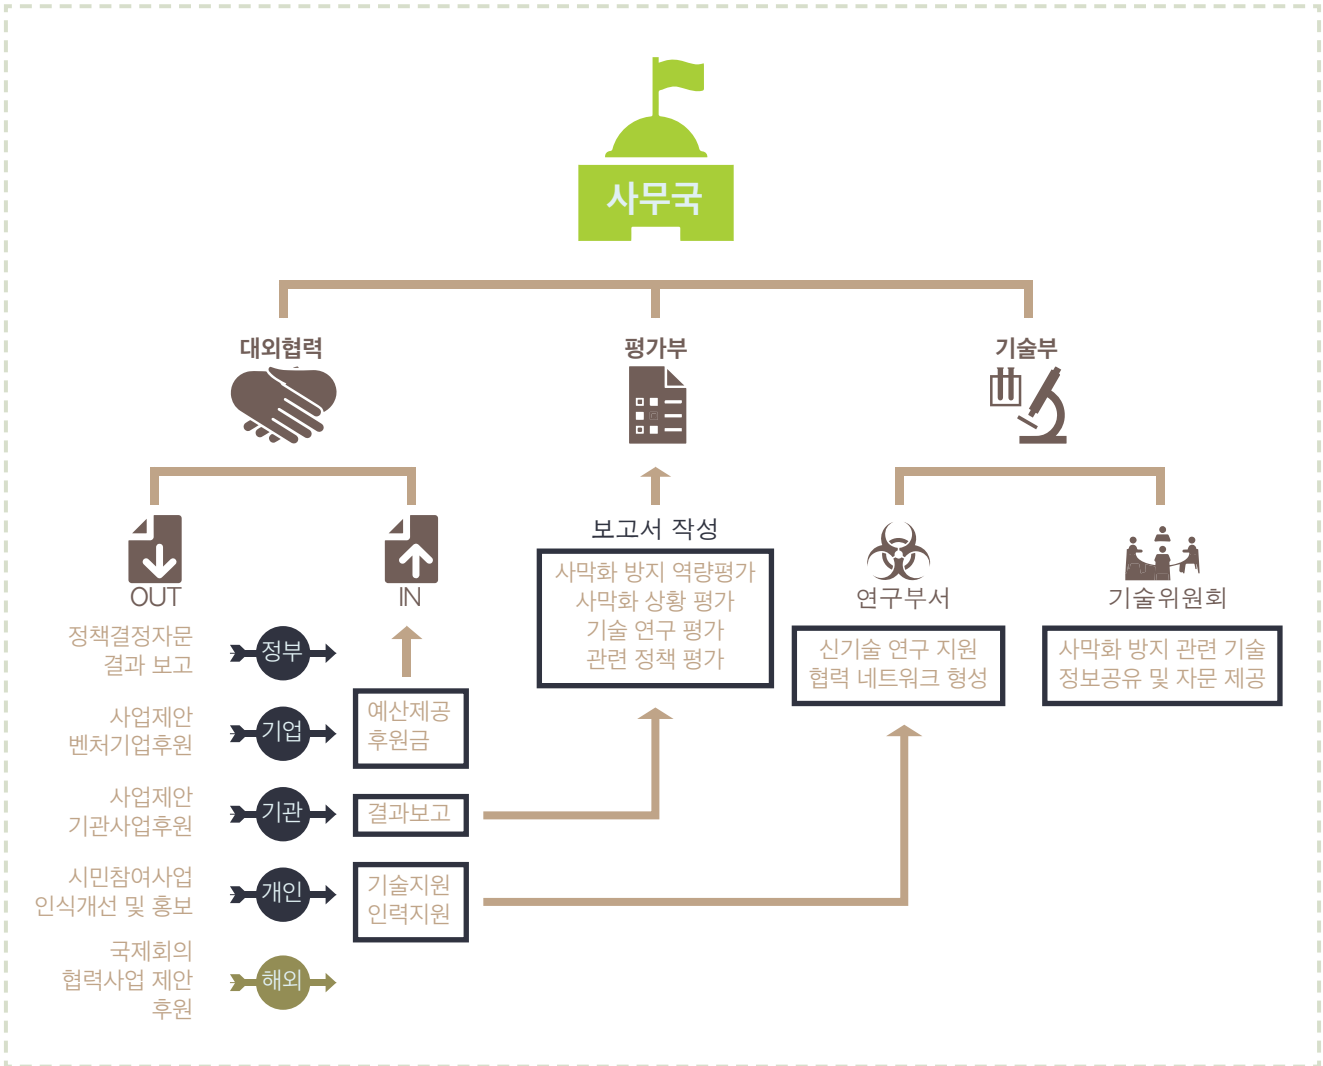 사무국
대외협력
평가부
기술부
OUT
IN
정책결정자문
결과 보고
정부
사업제안
벤처기업후원
기업
사업제안
기관사업후원
기관
시민참여사업
인식개선 및 홍보
개인
국제회의
협력사업 제안
후원
해외
예산제공
후원금
결과보고
기술지원
인력지원
보고서 작성
사막화 방지 역량평가
사막화 상황 평가
기술 연구 평가
관련 정책 평가
연구부서
신기술 연구 지원
협력 네트워크 형성
기술위원회
사막화 방지 관련 기술
정보공유 및 자문 제공